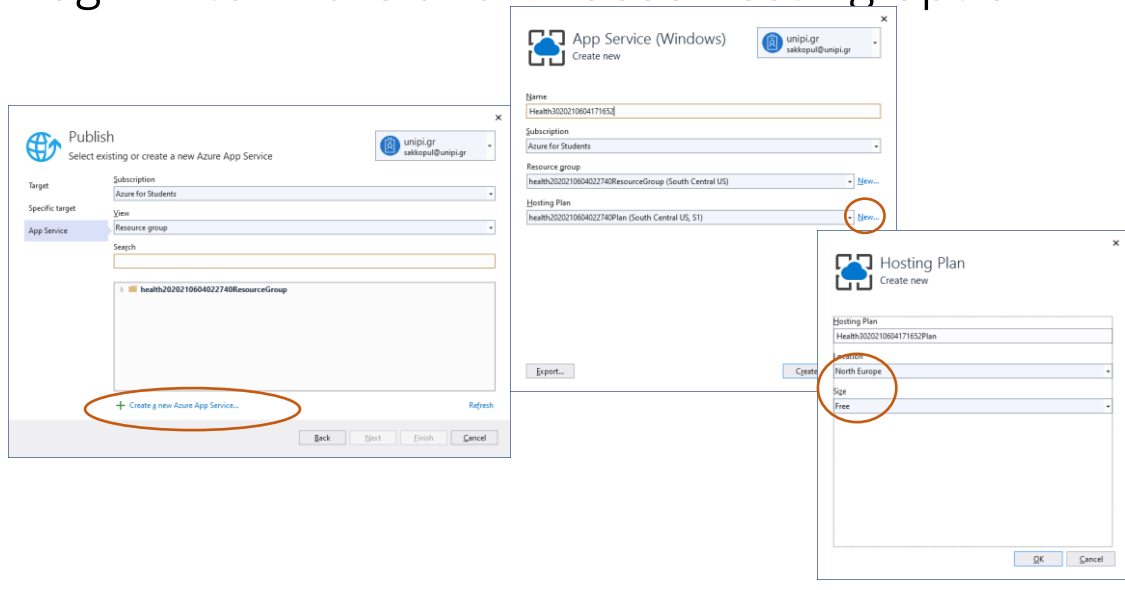 Publish
Select existing or create a new Azure App Service
unipi.gr
sakkopul@unipi.gr
Target
Specific target
App Service
Subscription
Azure for Students
View
Resource group
Search
health2020210604022740ResourceGroup
Create a new Azure App Service...
Refresh
Back
Next
Finish
Cancel
App Service (Windows)
Create new
unipi.gr
sakkopul@unipi.gr
Name
Health3020210604171652
Subscription
Azure for Students
Resource group
health2020210604022740ResourceGroup (South Central US)
New...
Hosting Plan
health2020210604022740Plan (South Central US, S1)
New...
Export...
Create
Hosting Plan
Create new
Hosting Plan
Health3020210604171652Plan
Location
North Europe
Size
Free
OK
Cancel